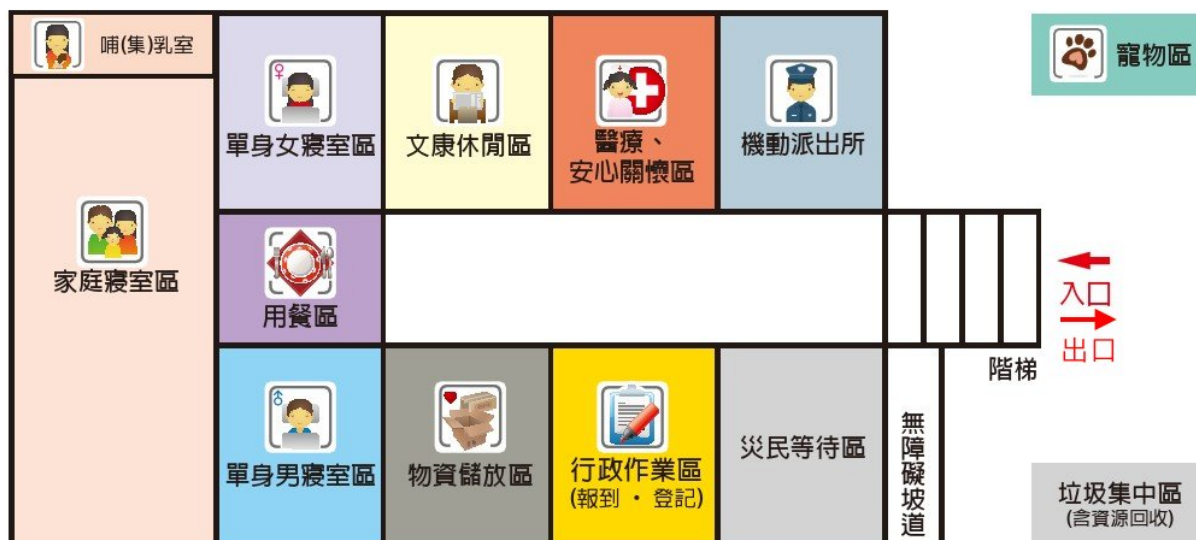 哺(集)乳室
單身女寢室區
文康休閒區
醫療、
安心關懷區
機動派出所
寵物區
家庭寢室區
用餐區
入口
出口
階梯
單身男寢室區
物資儲放區
行政作業區
(報到 · 登記)
災民等待區
無障礙坡道
垃圾集中區
(含資源回收)